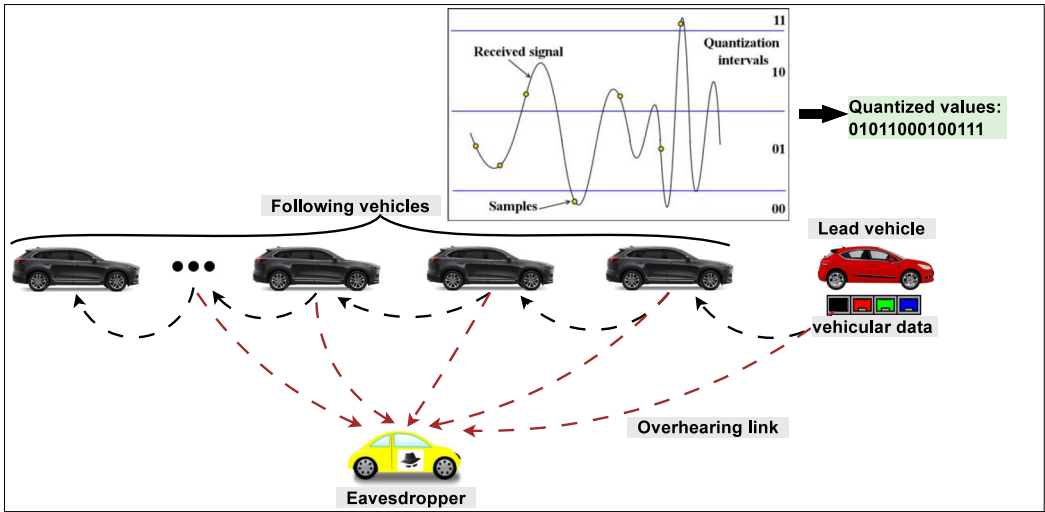 11
Received signal
Quantization
intervals
10
Quantized values:
01011000100111
01
Samples
00
Following vehicles
Lead vehicle
vehicular data
Overhearing link
Eavesdropper